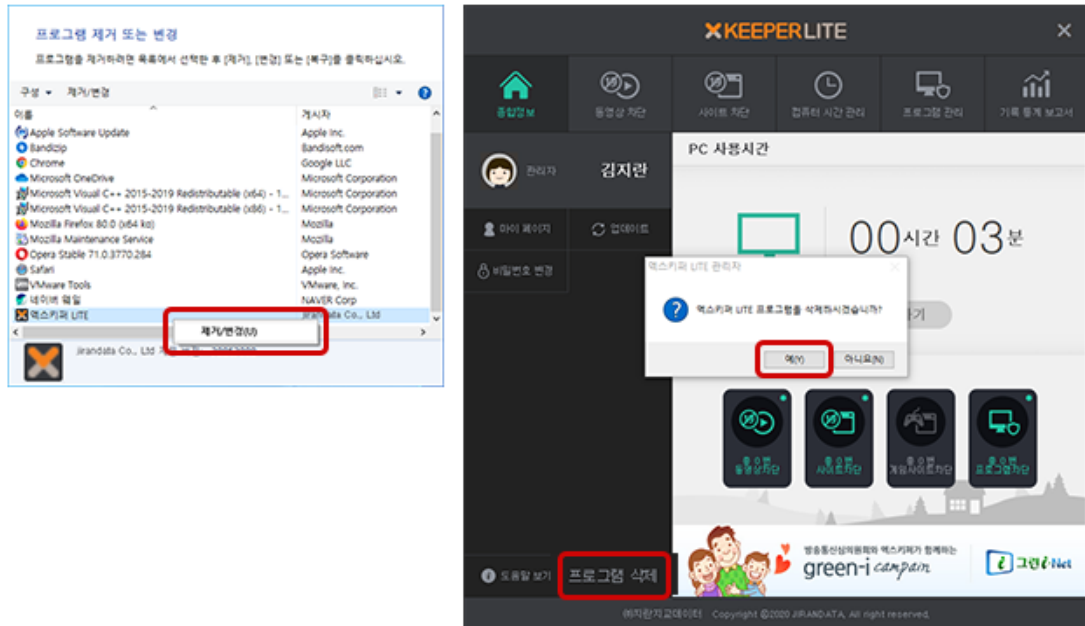 프로그램 제거 또는 변경
프로그램을 제거하려면 목록에서 선택한 후 [제거], [변경] 또는 [복구]를 클릭하십시오.
구성 제거/변경
이름 게시자
Apple Software Update Apple Inc.
Bandizip Bandisoft.com
Chrome Google LLC
Microsoft OneDrive Microsoft Corporation
Microsoft Visual C++ 2015-2019 Redistributable (x64) - 1... Microsoft Corporation
Microsoft Visual C++ 2015-2019 Redistributable (x86) - 1... Microsoft Corporation
Mozilla Firefox 80.0 (x64 ko) Mozilla
Mozilla Maintenance Service Mozilla
Opera Stable 71.0.3770.284 Opera Software
Safari Apple Inc.
VMware Tools VMware, Inc.
네이버 웨일 NAVER Corp
엑스키퍼 LITE Jirandata Co., Ltd
제거/변경(U)
Jirandata Co., Ltd
XKEEPER LITE
종합정보 동영상 차단 사이트 차단 컴퓨터 시간 관리 프로그램 관리 기록 통계 보고서
관리자 김지란
PC 사용시간
마이 페이지 업데이트
00시간 03분
비밀번호 변경
엑스키퍼 LITE 관리자
엑스키퍼 LITE 프로그램을 삭제하시겠습니까?
예(Y) 아니요(N)
총 0 번 총 0 번 총 0 번
동영상차단 사이트차단 게임사이트차단 프로그램차단
방송통신심의위원회와 엑스키퍼가 함께하는
green-i campain
그린i-Net
도움말 보기 프로그램 삭제
㈜지란지교데이터 Copyright @2020 JIRANDATA, All right reserved.